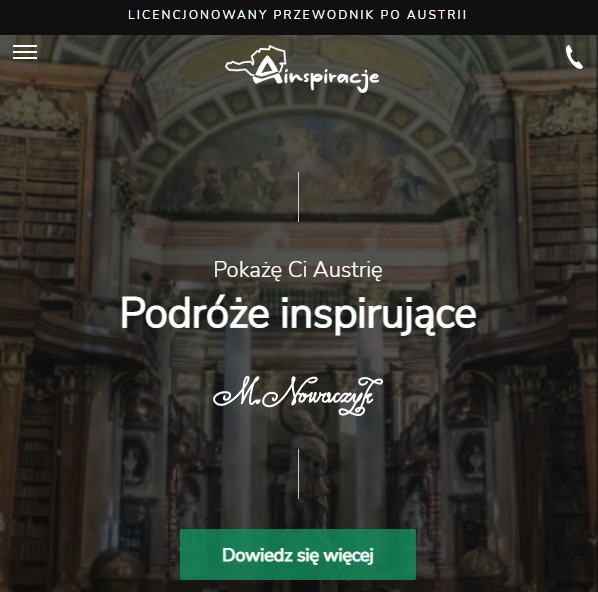 LICENCJONOWANY PRZEWODNIK PO AUSTRII
Ainspiracje
Pokażę Ci Austrię
Podróże inspirujące
M. Nowaczyk
Dowiedz się więcej